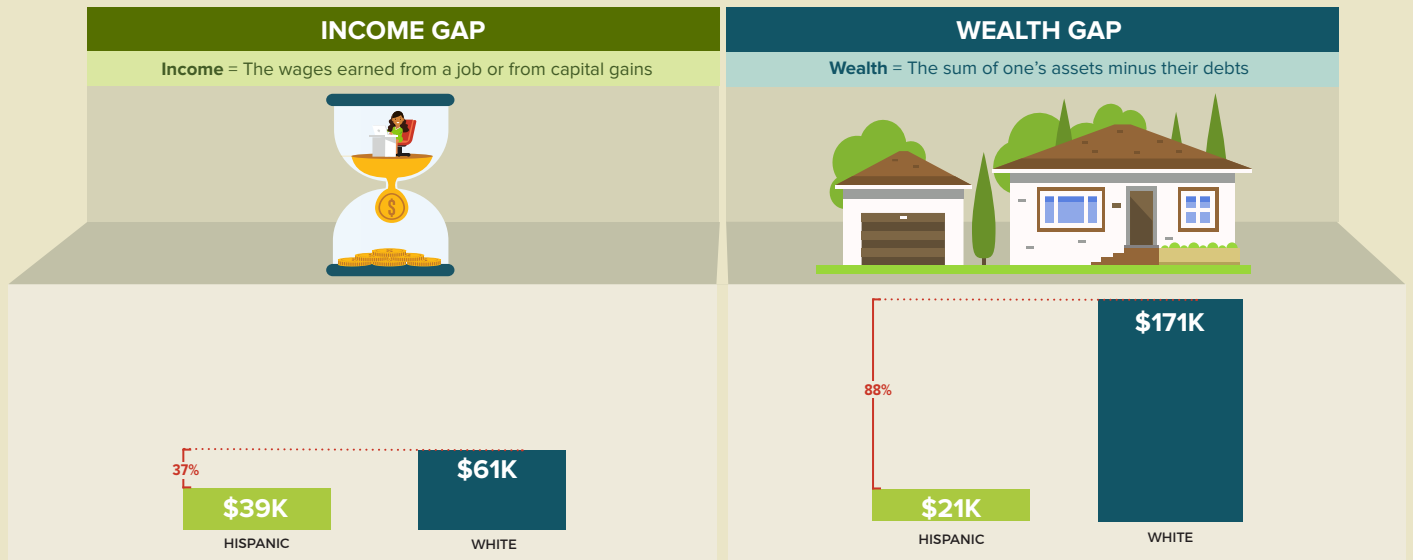 INCOME GAP
Income = The wages earned from a job or from capital gains
$
37%
$39K
$61K
HISPANIC
WHITE
WEALTH GAP
Wealth = The sum of one's assets minus their debts
88%
$171K
$21K
HISPANIC
WHITE